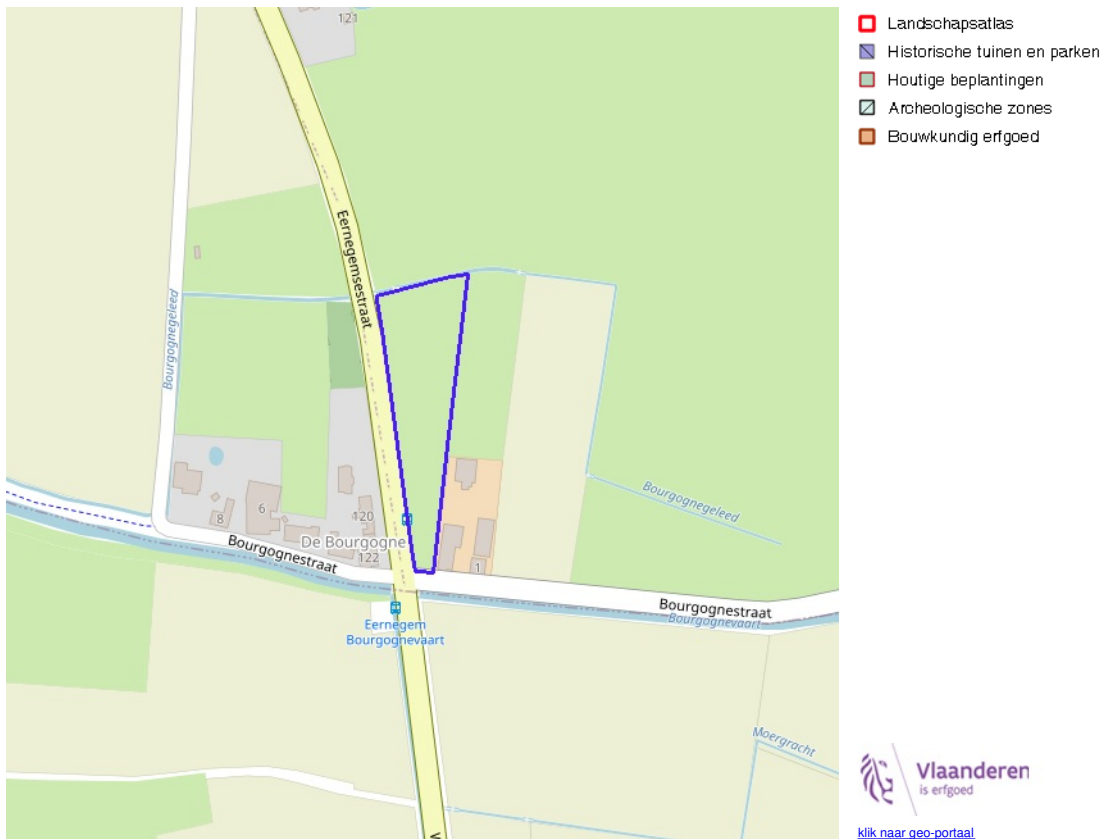 121
Eernegemsestraat
Bourgognegeleed
Bourgognegeleed
6
8
120
De Bourgogne
122
1
Bourgognestraat
Bourgognestraat
Bourgognevaart
Eernegem
Bourgognevaart
Moergracht
Landschapsatlas
Historische tuinen en parken
Houtige beplantingen
Archeologische zones
Bouwkundig erfgoed
Vlaanderen
is erfgoed
klik naar geo-portaal